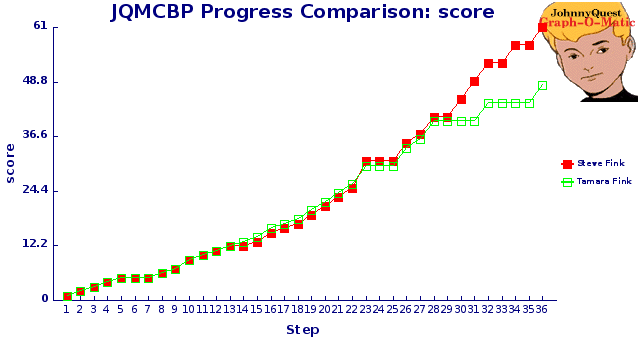 JQMCBP Progress Comparison: score
JohnnyQuest
Graph-O-Matic
61
48.8
36.6
24.4
12.2
0
score
Steve Fink
Tamara Fink
1 2 3 4 5 6 7 8 9 10 11 12 13 14 15 16 17 18 19 20 21 22 23 24 25 26 27 28 29 30 31 32 33 34 35 36
Step